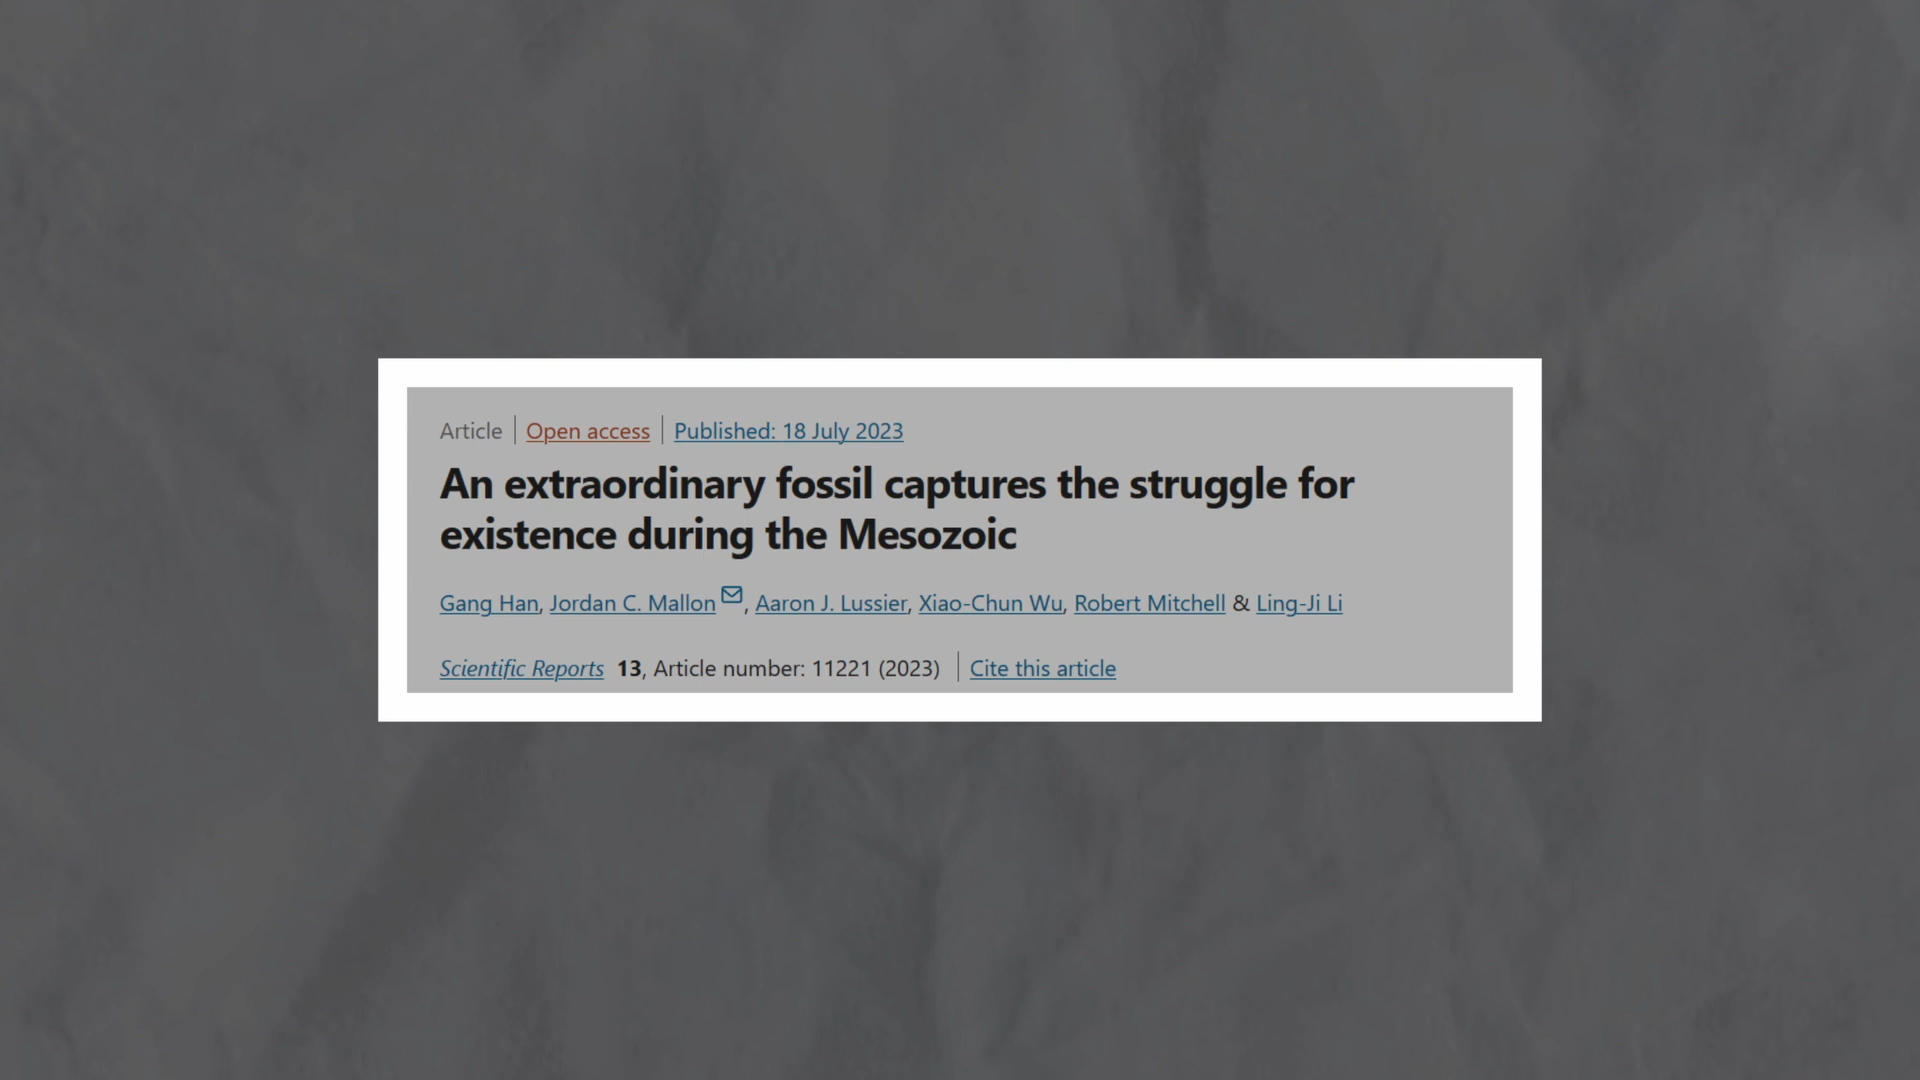 Article | Open access | Published: 18 July 2023
An extraordinary fossil captures the struggle for
existence during the Mesozoic
Gang Han, Jordan C. Mallon, Aaron J. Lussier, Xiao-Chun Wu, Robert Mitchell & Ling-Ji Li
Scientific Reports 13, Article number: 11221 (2023) | Cite this article